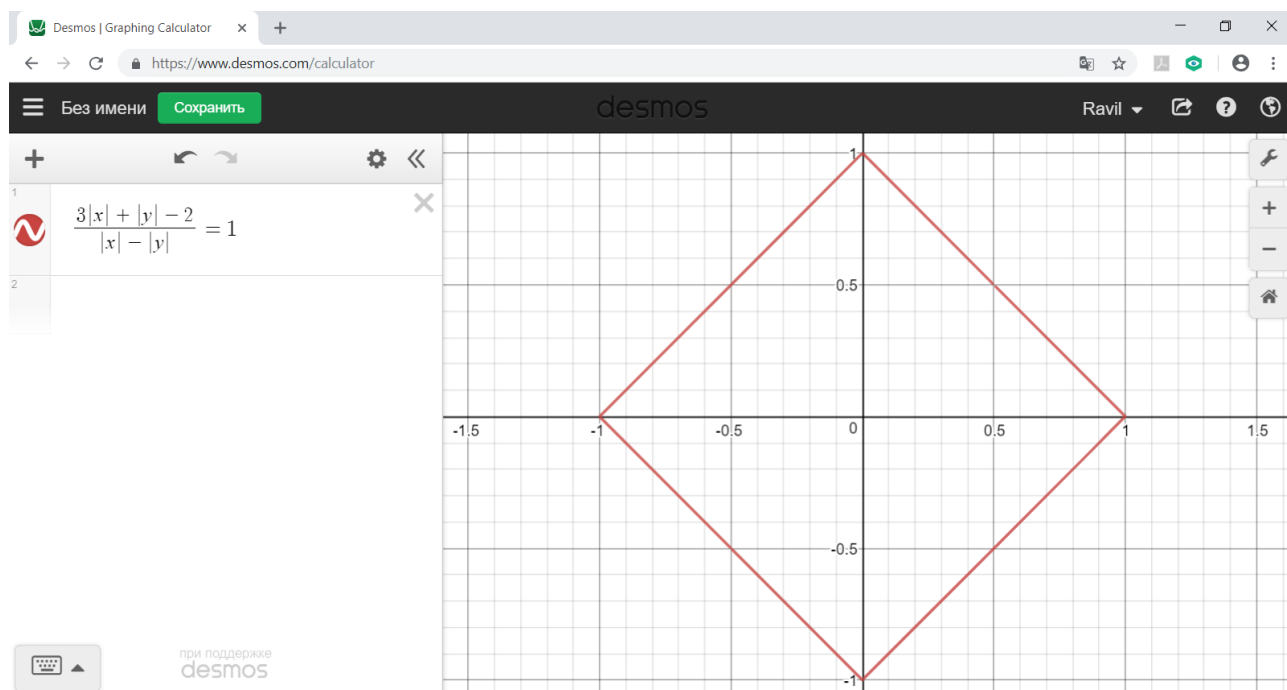 Desmos | Graphing Calculator
https://www.desmos.com/calculator
Без имени Сохранить desmos Ravil
1
3|x| + |y| − 2
|x| − |y|
= 1
2
1
0.5
-1.5 -1 -0.5 0 0.5 1 1.5
-0.5
-1
при поддержке
desmos